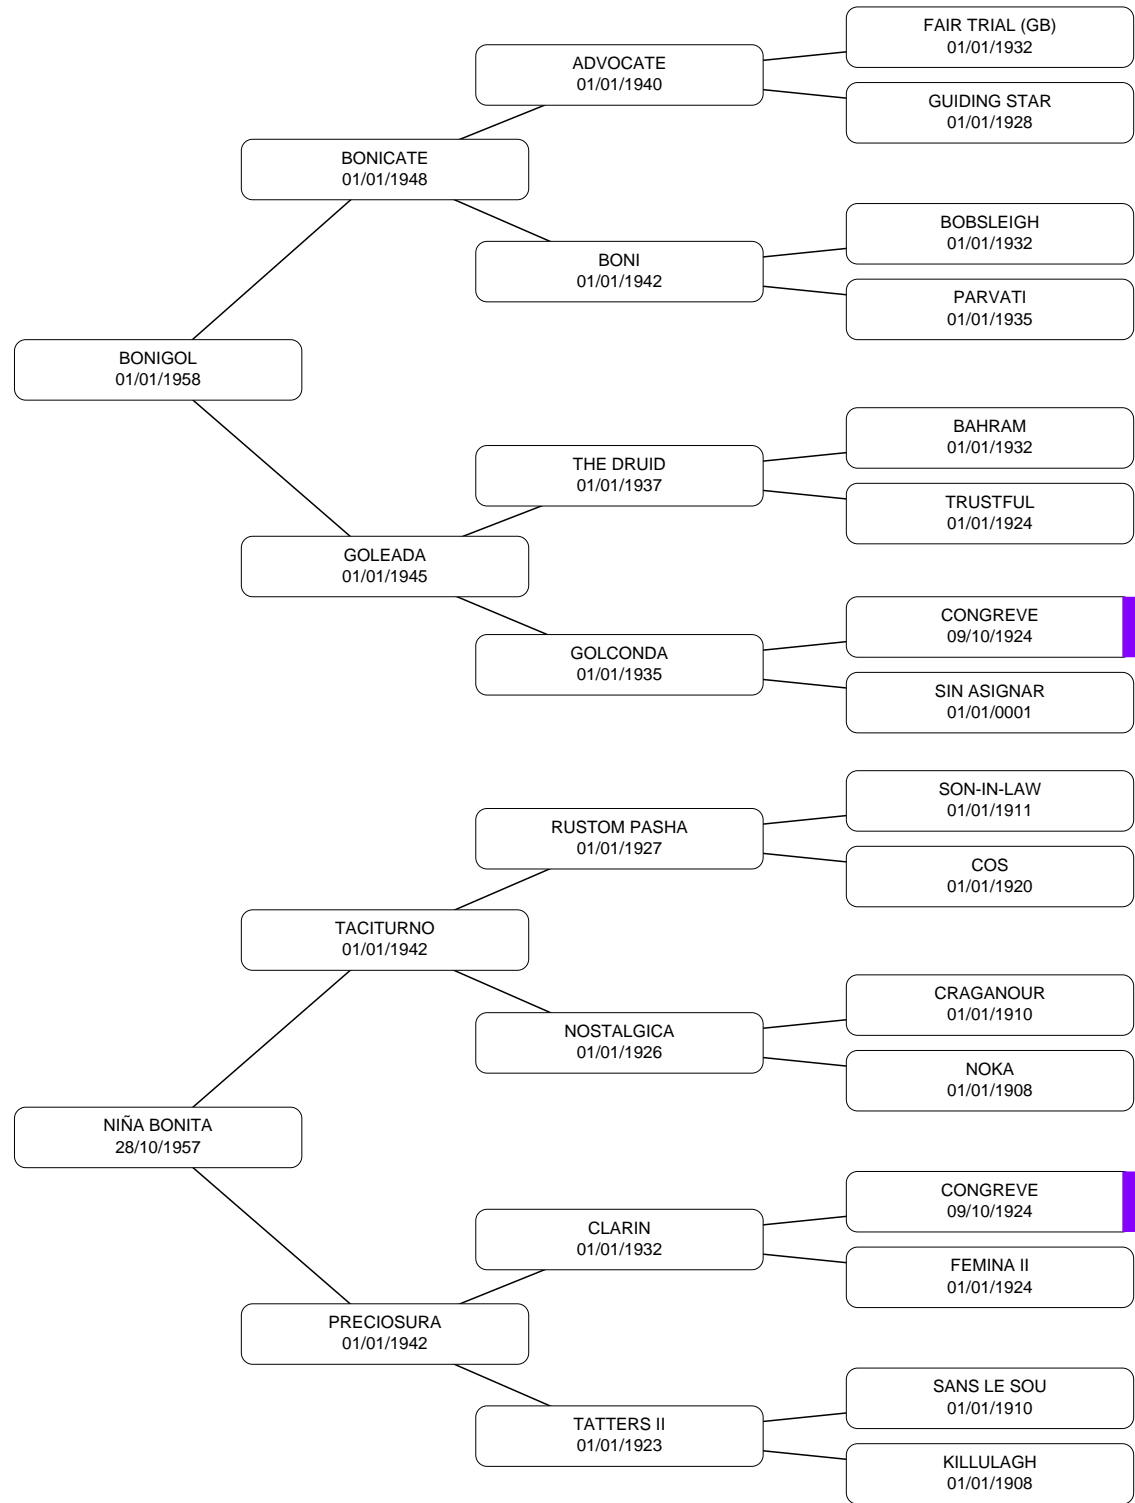 FAIR TRIAL (GB)
01/01/1932
ADVOCATE
01/01/1940
GUIDING STAR
01/01/1928
BONICATE
01/01/1948
BOBSLEIGH
01/01/1932
BONI
01/01/1942
PARVATI
01/01/1935
BONIGOL
01/01/1958
BAHRAM
01/01/1932
THE DRUID
01/01/1937
TRUSTFUL
01/01/1924
GOLEADA
01/01/1945
CONGREVE
09/10/1924
GOLCONDA
01/01/1935
SIN ASIGNAR
01/01/0001
SON-IN-LAW
01/01/1911
RUSTOM PASHA
01/01/1927
COS
01/01/1920
TACITURNO
01/01/1942
CRAGANOUR
01/01/1910
NOSTALGICA
01/01/1926
NOKA
01/01/1908
NIÑA BONITA
28/10/1957
CONGREVE
09/10/1924
CLARIN
01/01/1932
FEMINA II
01/01/1924
PRECIOSURA
01/01/1942
SANS LE SOU
01/01/1910
TATTERS II
01/01/1923
KILLULAGH
01/01/1908